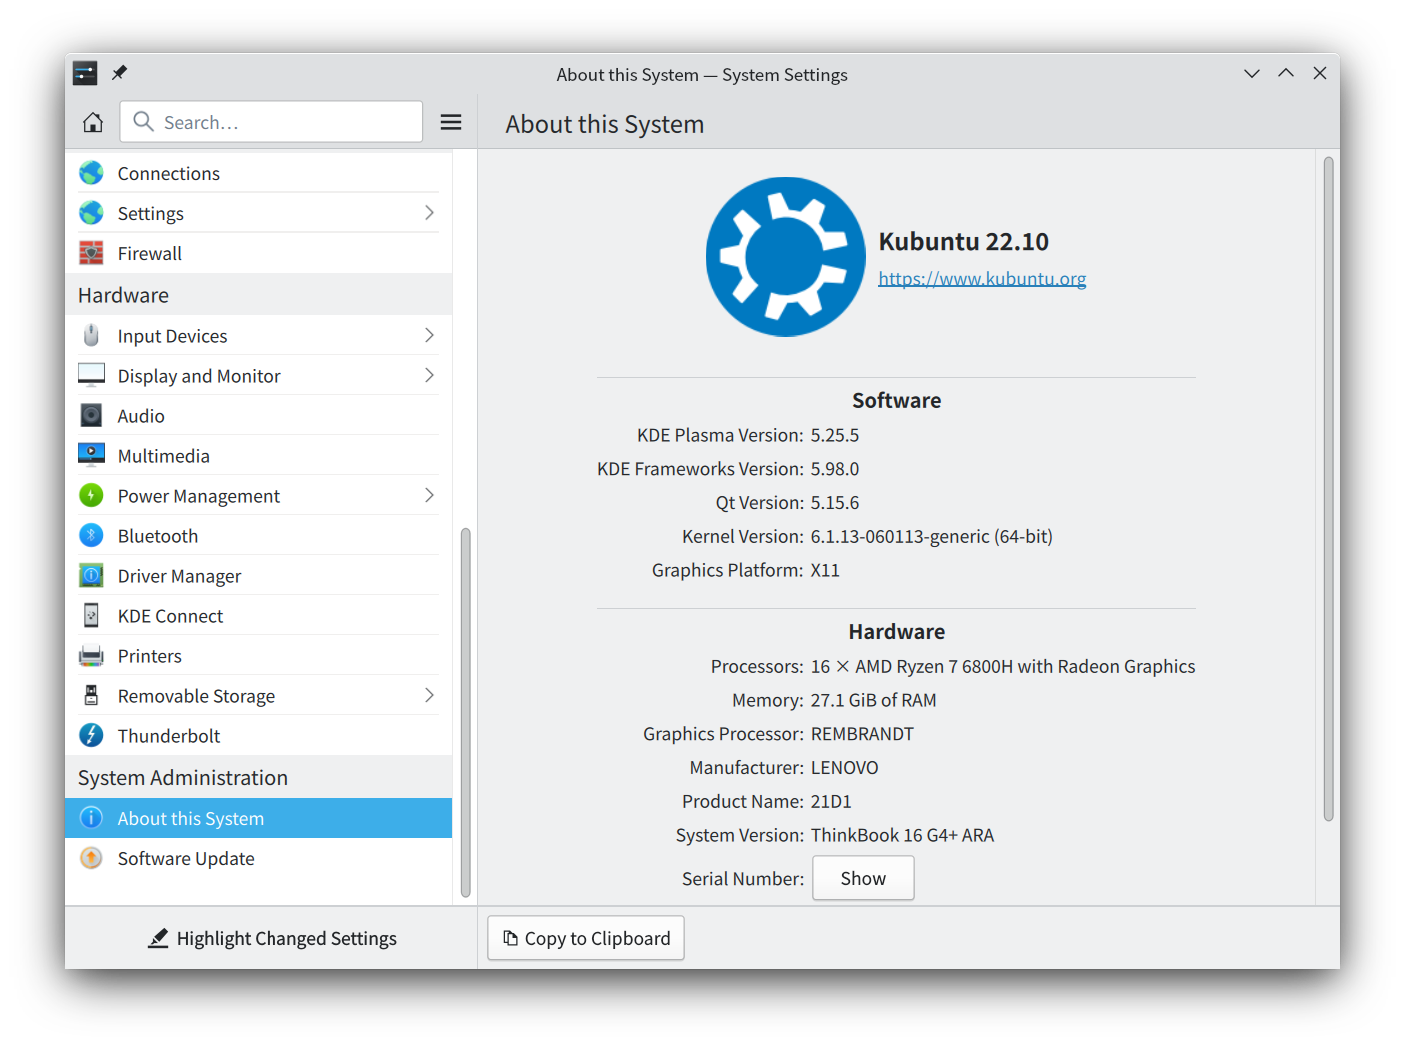 About this System — System Settings
Search…
About this System
Connections
Settings
Firewall
Hardware
Input Devices
Display and Monitor
Audio
Multimedia
Power Management
Bluetooth
Driver Manager
KDE Connect
Printers
Removable Storage
Thunderbolt
System Administration
About this System
Software Update
Highlight Changed Settings
Kubuntu 22.10
https://www.kubuntu.org
Software
KDE Plasma Version: 5.25.5
KDE Frameworks Version: 5.98.0
Qt Version: 5.15.6
Kernel Version: 6.1.13-060113-generic (64-bit)
Graphics Platform: X11
Hardware
Processors: 16 × AMD Ryzen 7 6800H with Radeon Graphics
Memory: 27.1 GiB of RAM
Graphics Processor: REMBRANDT
Manufacturer: LENOVO
Product Name: 21D1
System Version: ThinkBook 16 G4+ ARA
Serial Number: Show
Copy to Clipboard